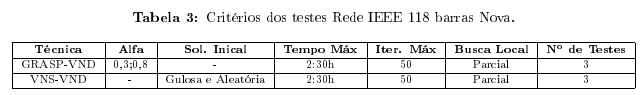 Tabela 3: Critérios dos testes Rede IEEE 118 barras Nova.
Técnica Alfa Sol. Inical Tempo Máx Iter. Máx Busca Local Nº de Testes
GRASP-VND 0,3;0,8 - 2:30h 50 Parcial 3
VNS-VND - Gulosa e Aleatória 2:30h 50 Parcial 3